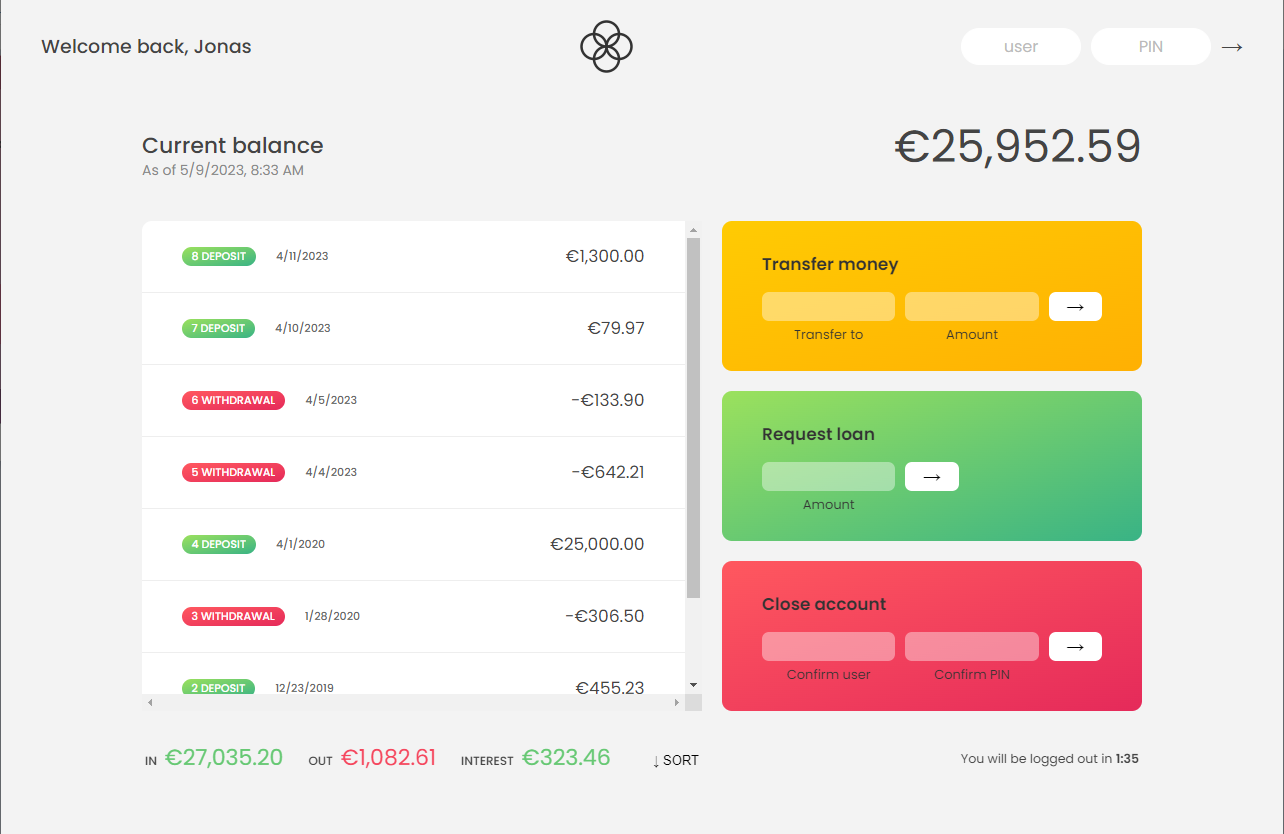 Welcome back, Jonas
user
PIN
→
Current balance
As of 5/9/2023, 8:33 AM
€25,952.59
8 DEPOSIT 4/11/2023 €1,300.00
7 DEPOSIT 4/10/2023 €79.97
6 WITHDRAWAL 4/5/2023 -€133.90
5 WITHDRAWAL 4/4/2023 -€642.21
4 DEPOSIT 4/1/2020 €25,000.00
3 WITHDRAWAL 1/28/2020 -€306.50
2 DEPOSIT 12/23/2019 €455.23
Transfer money
→
Transfer to Amount
Request loan
→
Amount
Close account
→
Confirm user Confirm PIN
IN €27,035.20 OUT €1,082.61 INTEREST €323.46 ↓ SORT
You will be logged out in 1:35